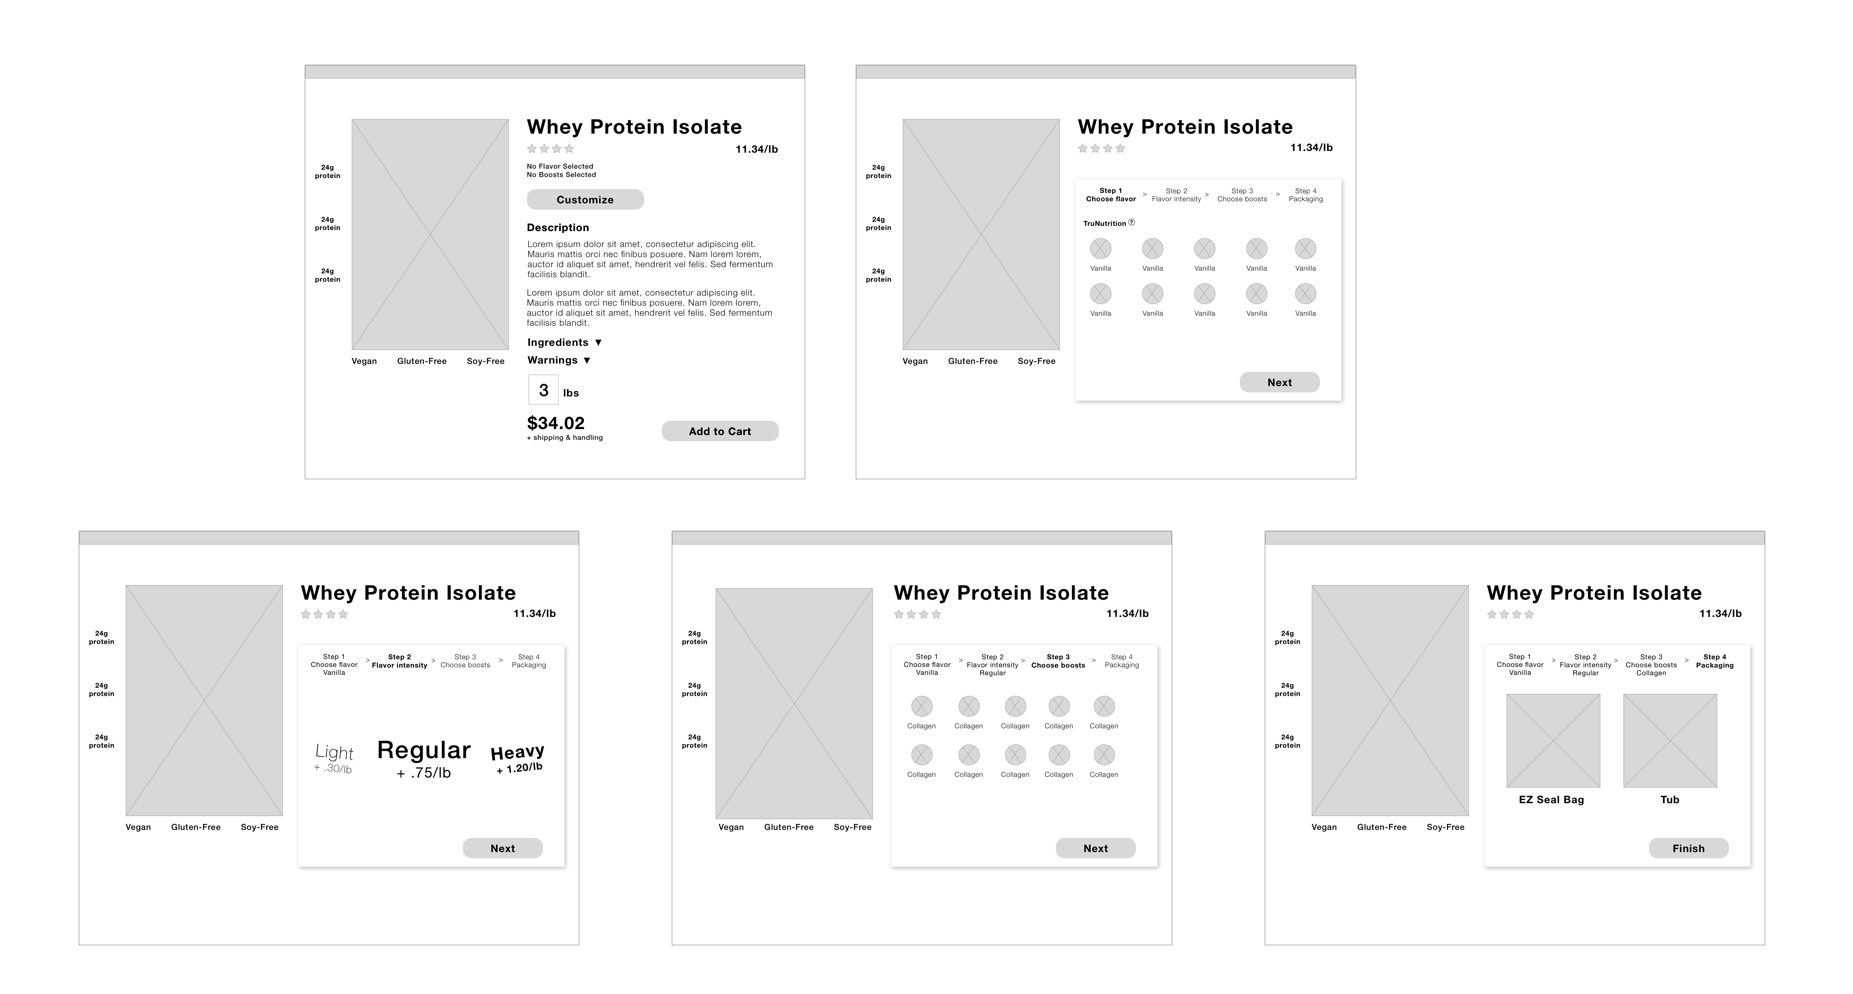 Whey Protein Isolate
11.34/lb
No Flavor Selected
No Boosts Selected
Customize
24g
protein
24g
protein
24g
protein
Description
Lorem ipsum dolor sit amet, consectetur adipiscing elit.
Mauris mattis orci nec finibus posuere. Nam lorem lorem,
auctor id aliquet sit amet, hendrerit vel felis. Sed fermentum
facilisis blandit.
Lorem ipsum dolor sit amet, consectetur adipiscing elit.
Mauris mattis orci nec finibus posuere. Nam lorem lorem,
auctor id aliquet sit amet, hendrerit vel felis. Sed fermentum
facilisis blandit.
Ingredients ▼
Warnings ▼
Vegan Gluten-Free Soy-Free
3 lbs
$34.02
+ shipping & handling
Add to Cart
Whey Protein Isolate
11.34/lb
24g
protein
24g
protein
24g
protein
Vegan Gluten-Free Soy-Free
Step 1 > Step 2 > Step 3 > Step 4
Choose flavor Flavor intensity Choose boosts Packaging
TruNutrition ?
Vanilla Vanilla Vanilla Vanilla Vanilla
Vanilla Vanilla Vanilla Vanilla Vanilla
Next
Whey Protein Isolate
11.34/lb
24g
protein
24g
protein
24g
protein
Vegan Gluten-Free Soy-Free
Step 1 > Step 2 > Step 3 > Step 4
Choose flavor Flavor intensity Choose boosts Packaging
Vanilla
Light Regular Heavy
+ .30/lb + .75/lb + 1.20/lb
Next
Whey Protein Isolate
11.34/lb
24g
protein
24g
protein
24g
protein
Vegan Gluten-Free Soy-Free
Step 1 > Step 2 > Step 3 > Step 4
Choose flavor Flavor intensity Choose boosts Packaging
Vanilla Regular
Collagen Collagen Collagen Collagen Collagen
Collagen Collagen Collagen Collagen Collagen
Next
Whey Protein Isolate
11.34/lb
24g
protein
24g
protein
24g
protein
Vegan Gluten-Free Soy-Free
Step 1 > Step 2 > Step 3 > Step 4
Choose flavor Flavor intensity Choose boosts Packaging
Vanilla Regular Collagen
EZ Seal Bag Tub
Finish